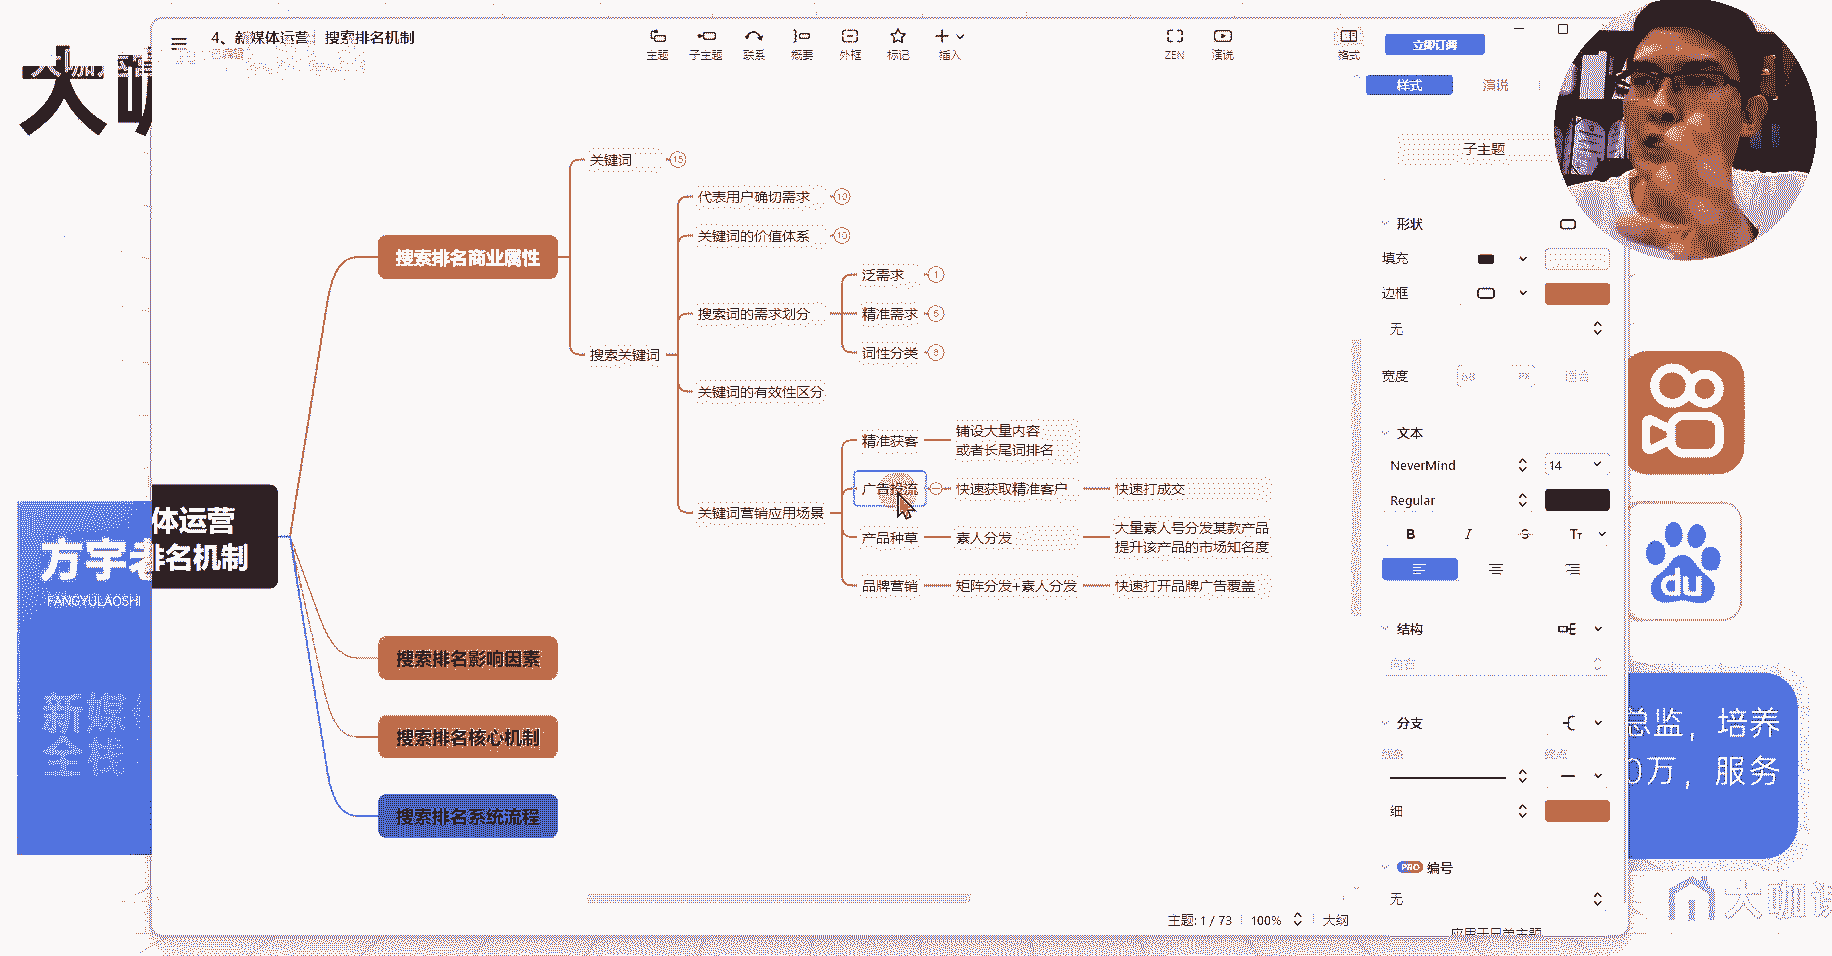 4、新媒体运营 搜索排名机制
已编辑
主题
子主题
联系
概要
外框
标记
插入
ZEN
演说
格式
立即订阅
样式
演说
大咖
子主题
关键词 15
代表用户确切需求 10
关键词的价值体系 10
搜索排名商业属性
形状
填充
泛需求 1
边框
搜索词的需求划分
精准需求 5
无
搜索关键词
词性分类 8
宽度
关键词的有效性区分
精准获客
铺设大量内容
或者长尾词排名
文本
NeverMind
14
广告投流
快速获取精准客户
快速打成交
Regular
关键词营销应用场景
B I S Tт
产品种草
素人分发
大量素人号分发某款产品
提升该产品的市场知名度
品牌营销
矩阵分发+素人分发
快速打开品牌广告覆盖
体运营
排名机制
方宇老
FANGYULAOSHI
du
结构
向右
搜索排名影响因素
新媒体
全栈
分支
总监，培养
0万，服务
搜索排名核心机制
细
搜索排名系统流程
PRO 编号
无
大咖课
主题: 1 / 73
100%
大纲